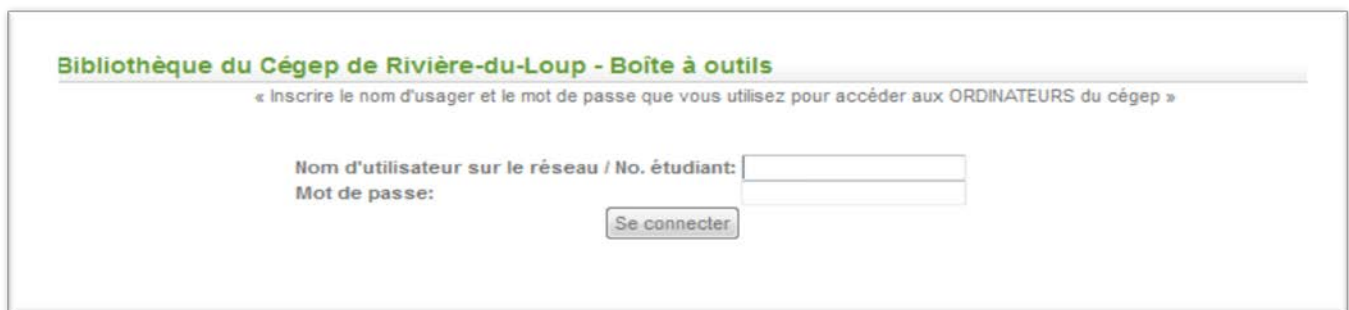 Bibliothèque du Cégep de Rivière-du-Loup - Boîte à outils
« Inscrire le nom d'usager et le mot de passe que vous utilisez pour accéder aux ORDINATEURS du cégep »
Nom d'utilisateur sur le réseau / No. étudiant:
Mot de passe:
Se connecter